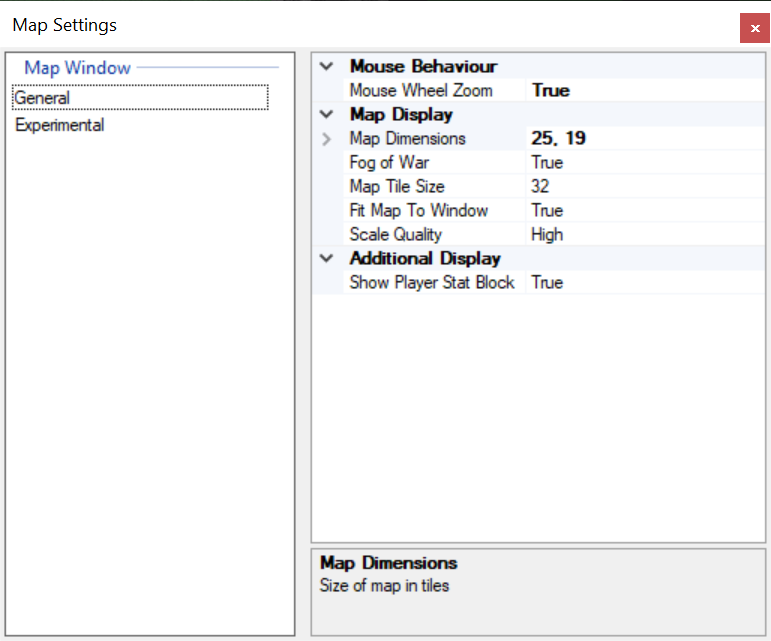 Map Settings
Map Window
General
Experimental
Mouse Behaviour
Mouse Wheel Zoom True
Map Display
Map Dimensions 25, 19
Fog of War True
Map Tile Size 32
Fit Map To Window True
Scale Quality High
Additional Display
Show Player Stat Block True
Map Dimensions
Size of map in tiles